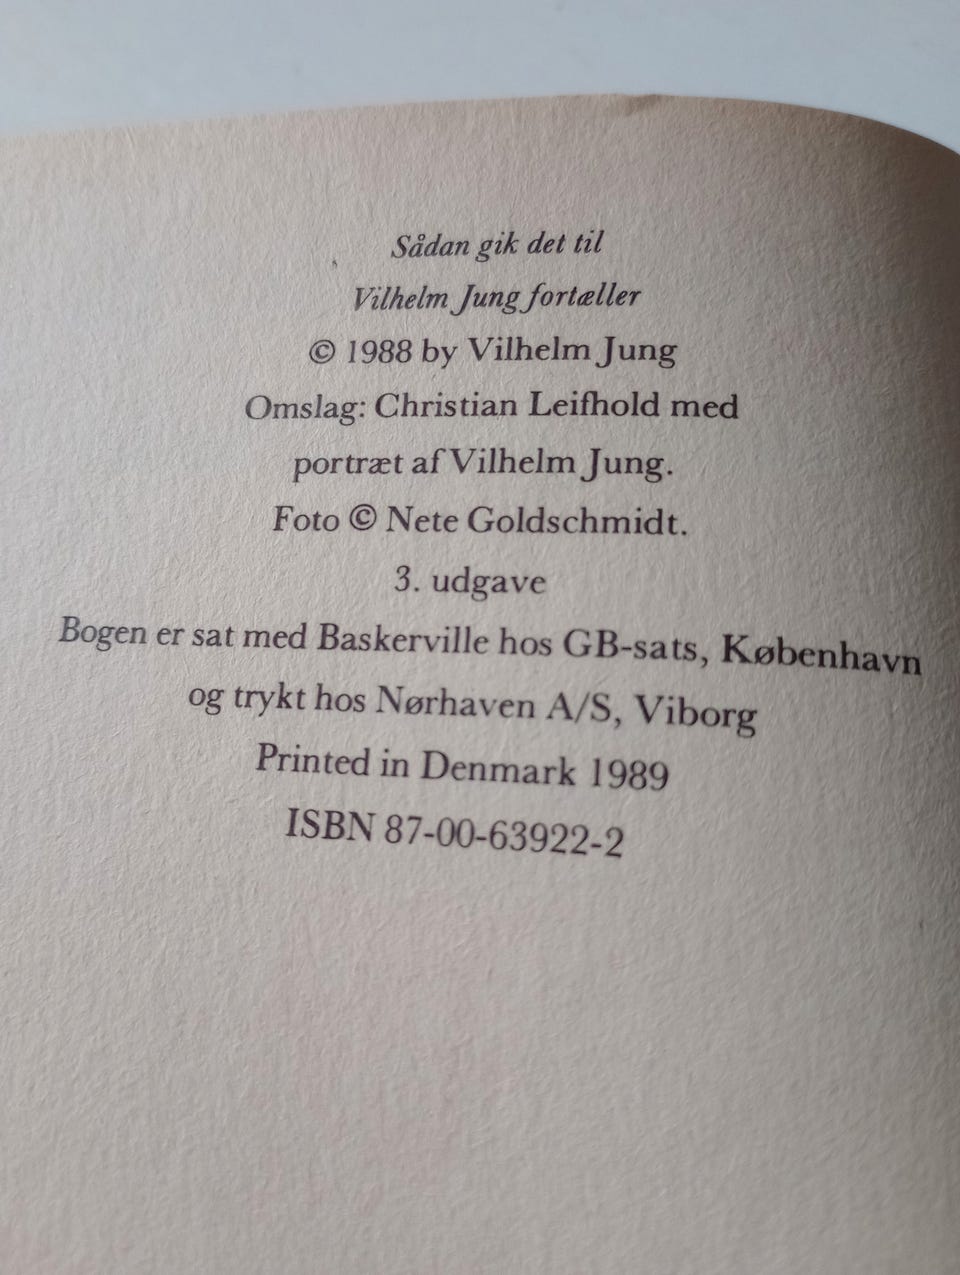 Sådan gik det til
Vilhelm Jung fortæller
© 1988 by Vilhelm Jung
Omslag: Christian Leifhold med
portræt af Vilhelm Jung.
Foto © Nete Goldschmidt.
3. udgave
Bogen er sat med Baskerville hos GB-sats, København
og trykt hos Nørhaven A/S, Viborg
Printed in Denmark 1989
ISBN 87-00-63922-2